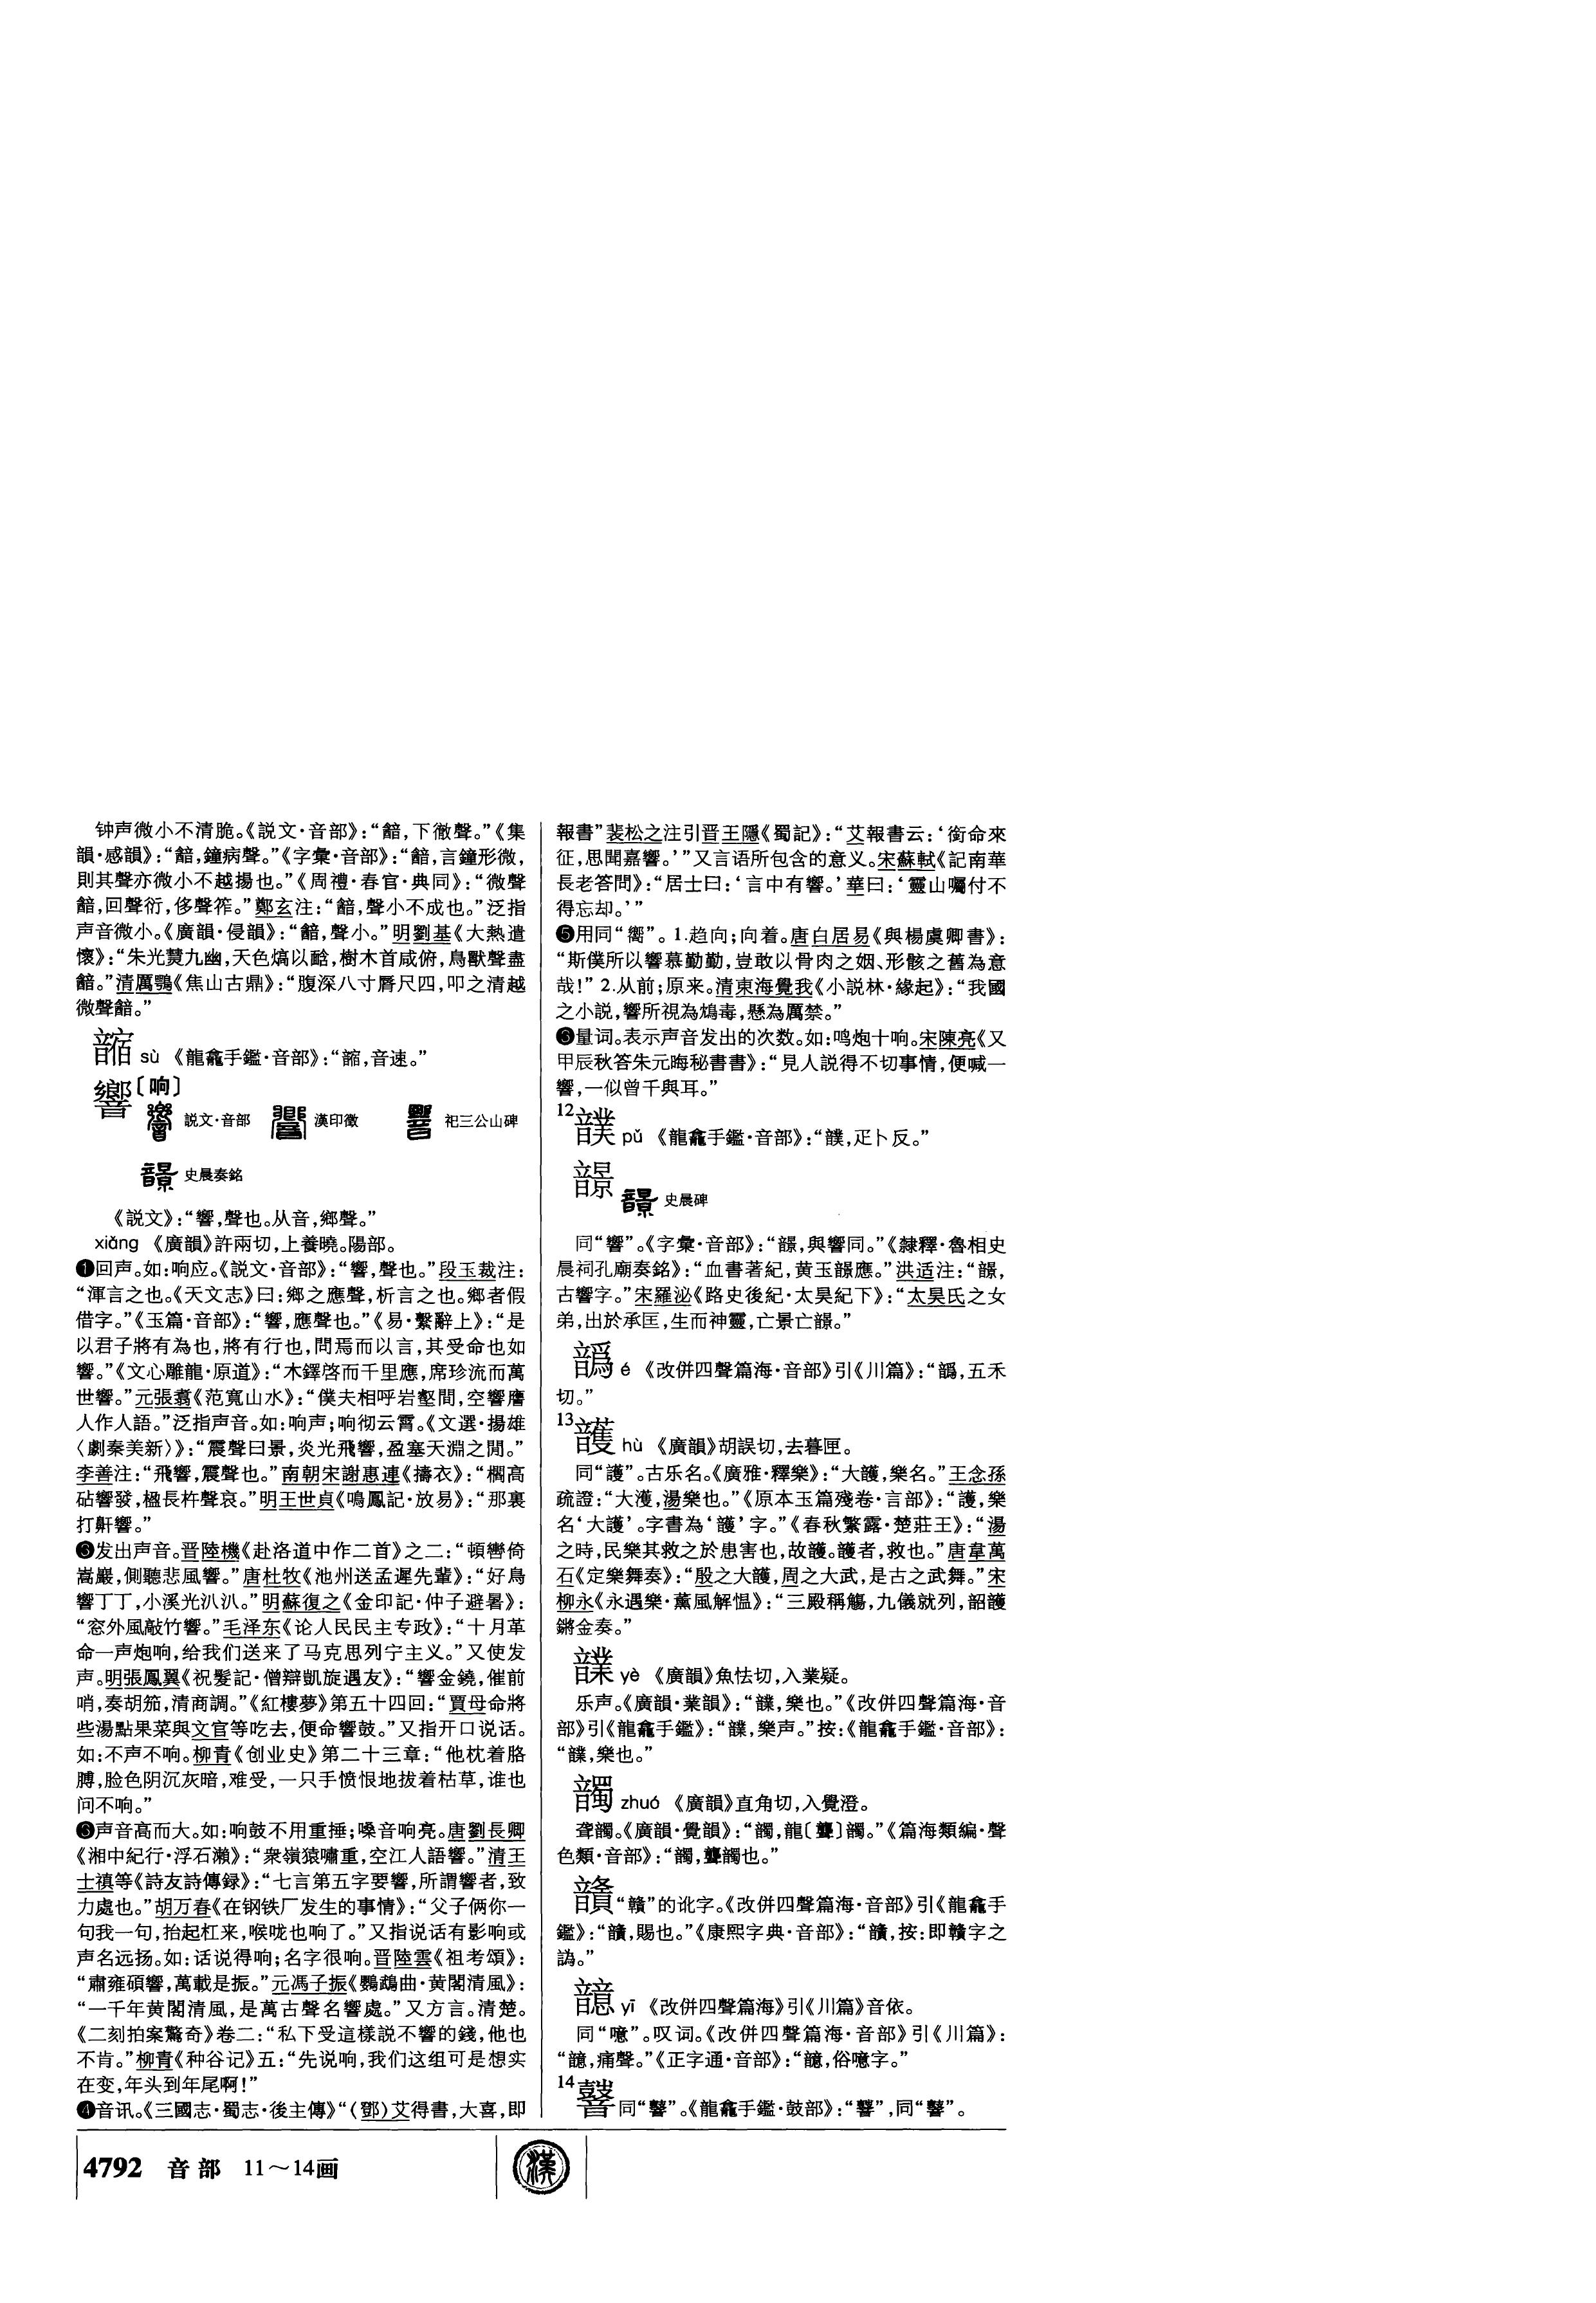 钟声微小不清脆。《説文·音部》:“韽,下徹聲。”《集
韻·感韻》:“韽,鐘病聲。”《字彙·音部》:“韽,言鐘形微,
則其聲亦微小不越揚也。”《周禮·春官·典同》:“微聲
韽,回聲衍,侈聲筰。”鄭玄注:“韽,聲小不成也。”泛指
声音微小。《廣韻·侵韻》:“韽,聲小。”明劉基《大熱遣
懷》:“朱光爕九幽,天色熇以赩,樹木首咸俯,鳥獸聲盡
韽。”清厲鶚《焦山古鼎》:“腹深八寸脣尺四,叩之清越
微聲韽。”
sù 《龍龕手鑑·音部》:“,音速。”
響〔响〕
説文·音部 漢印徵 祀三公山碑
史晨奏銘
《説文》:“響,聲也。从音,鄉聲。”
xiǎng 《廣韻》許兩切,上養曉。陽部。
❶回声。如:响应。《説文·音部》:“響,聲也。”段玉裁注:
“渾言之也。《天文志》曰:鄉之應聲,析言之也。鄉者假
借字。”《玉篇·音部》:“響,應聲也。”《易·繫辭上》:“是
以君子將有為也,將有行也,問焉而以言,其受命也如
響。”《文心雕龍·原道》:“木鐸啓而千里應,席珍流而萬
世響。”元張翥《范寬山水》:“僕夫相呼岩壑間,空響譍
人作人語。”泛指声音。如:响声;响彻云霄。《文選·揚雄
〈劇秦美新〉》:“震聲日景,炎光飛響,盈塞天淵之閒。”
李善注:“飛響,震聲也。”南朝宋謝惠連《擣衣》:“櫩高
砧響發,楹長杵聲哀。”明王世貞《鳴鳳記·放易》:“那裏
打鼾響。”
❷发出声音。晋陸機《赴洛道中作二首》之二:“頓轡倚
嵩巖,側聽悲風響。”唐杜牧《池州送孟遲先輩》:“好鳥
響丁丁,小溪光汃汃。”明蘇復之《金印記·仲子避暑》:
“窓外風敲竹響。”毛泽东《论人民民主专政》:“十月革
命一声炮响,给我们送来了马克思列宁主义。”又使发
声。明張鳳翼《祝髮記·僧辯凱旋遇友》:“響金鐃,催前
哨,奏胡笳,清商調。”《紅樓夢》第五十四回:“賈母命將
些湯點果菜與文官等吃去,便命響鼓。”又指开口说话。
如:不声不响。柳青《创业史》第二十三章:“他枕着胳
膊,脸色阴沉灰暗,难受,一只手愤恨地拔着枯草,谁也
问不响。”
❸声音高而大。如:响鼓不用重捶;嗓音响亮。唐劉長卿
《湘中紀行·浮石瀨》:“衆嶺猿嘯重,空江人語響。”清王
士禛等《詩友詩傳録》:“七言第五字要響,所謂響者,致
力處也。”胡万春《在钢铁厂发生的事情》:“父子俩你一
句我一句,抬起杠来,喉咙也响了。”又指说话有影响或
声名远扬。如:话说得响;名字很响。晋陸雲《祖考頌》:
“肅雍碩響,萬載是振。”元馮子振《鸚鵡曲·黄閣清風》:
“一千年黄閣清風,是萬古聲名響處。”又方言。清楚。
《二刻拍案驚奇》卷二:“私下受這樣説不響的錢,他也
不肯。”柳青《种谷记》五:“先说响,我们这组可是想实
在变,年头到年尾啊!”
❹音讯。《三國志·蜀志·後主傳》“(鄧)艾得書,大喜,即
報書”裴松之注引晋王隱《蜀記》:“艾報書云:‘銜命來
征,思聞嘉響。’”又言语所包含的意义。宋蘇軾《記南華
長老答問》:“居士曰:‘言中有響。’華曰:‘靈山囑付不
得忘却。’”
❺用同“嚮”。1.趋向;向着。唐白居易《與楊虞卿書》:
“斯僕所以響慕勤勤,豈敢以骨肉之姻、形骸之舊為意
哉!”2.从前;原来。清東海覺我《小説林·緣起》:“我國
之小説,響所視為鴆毒,懸為厲禁。”
❻量词。表示声音发出的次数。如:鸣炮十响。宋陳亮《又
甲辰秋答朱元晦秘書書》:“見人説得不切事情,便喊一
響,一似曾千與耳。”
12 pǔ 《龍龕手鑑·音部》:“,疋卜反。”
史晨碑
同“響”。《字彙·音部》:“,與響同。”《隸釋·魯相史
晨祠孔廟奏銘》:“血書著紀,黄玉應。”洪适注:“,
古響字。”宋羅泌《路史後紀·太昊紀下》:“太昊氏之女
弟,出於承匡,生而神靈,亡景亡。”
é 《改併四聲篇海·音部》引《川篇》:“,五禾
切。”
13頀 hù 《廣韻》胡誤切,去暮匣。
同“護”。古乐名。《廣雅·釋樂》:“大頀,樂名。”王念孫
疏證:“大濩,湯樂也。”《原本玉篇殘卷·言部》:“護,樂
名‘大護’。字書為‘頀’字。”《春秋繁露·楚莊王》:“湯
之時,民樂其救之於患害也,故頀。頀者,救也。”唐韋萬
石《定樂舞奏》:“殷之大頀,周之大武,是古之武舞。”宋
柳永《永遇樂·薰風解愠》:“三殿稱觴,九儀就列,韶頀
鏘金奏。”
yè 《廣韻》魚怯切,入業疑。
乐声。《廣韻·業韻》:“,樂也。”《改併四聲篇海·音
部》引《龍龕手鑑》:“,樂声。”按:《龍龕手鑑·音部》:
“,樂也。”
zhuó 《廣韻》直角切,入覺澄。
聋。《廣韻·覺韻》:“,龍〔聾〕。”《篇海類編·聲
色類·音部》:“,聾也。”
“贛”的讹字。《改併四聲篇海·音部》引《龍龕手
鑑》:“,賜也。”《康熙字典·音部》:“,按:即贛字之
譌。”
yī 《改併四聲篇海》引《川篇》音依。
同“噫”。叹词。《改併四聲篇海·音部》引《川篇》:
“,痛聲。”《正字通·音部》:“,俗噫字。”
14 同“鼞”。《龍龕手鑑·鼓部》:
4792 音部 11～14画
漢